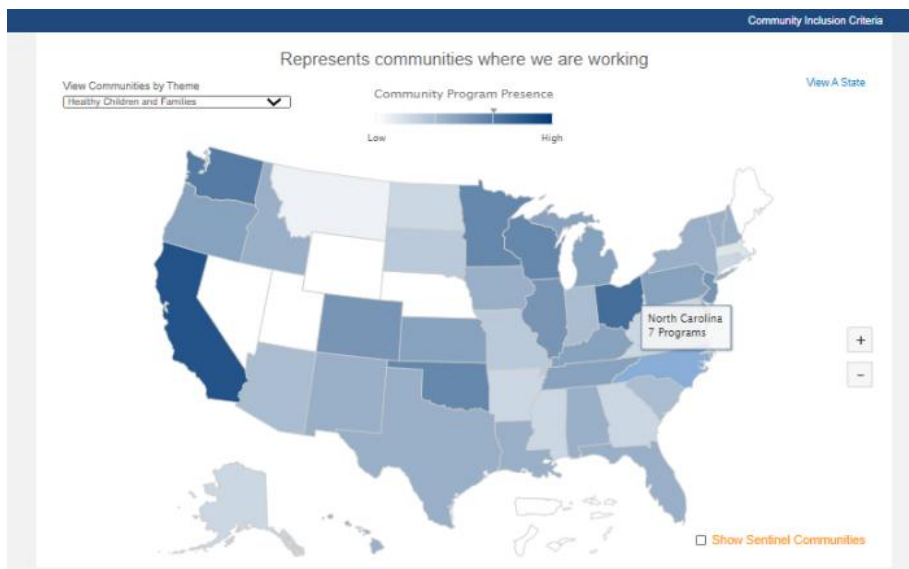 Community Inclusion Criteria
Represents communities where we are working
View Communities by Theme
Healthy Children and Families
View A State
Community Program Presence
Low
High
North Carolina
7 Programs
+
−
Show Sentinel Communities